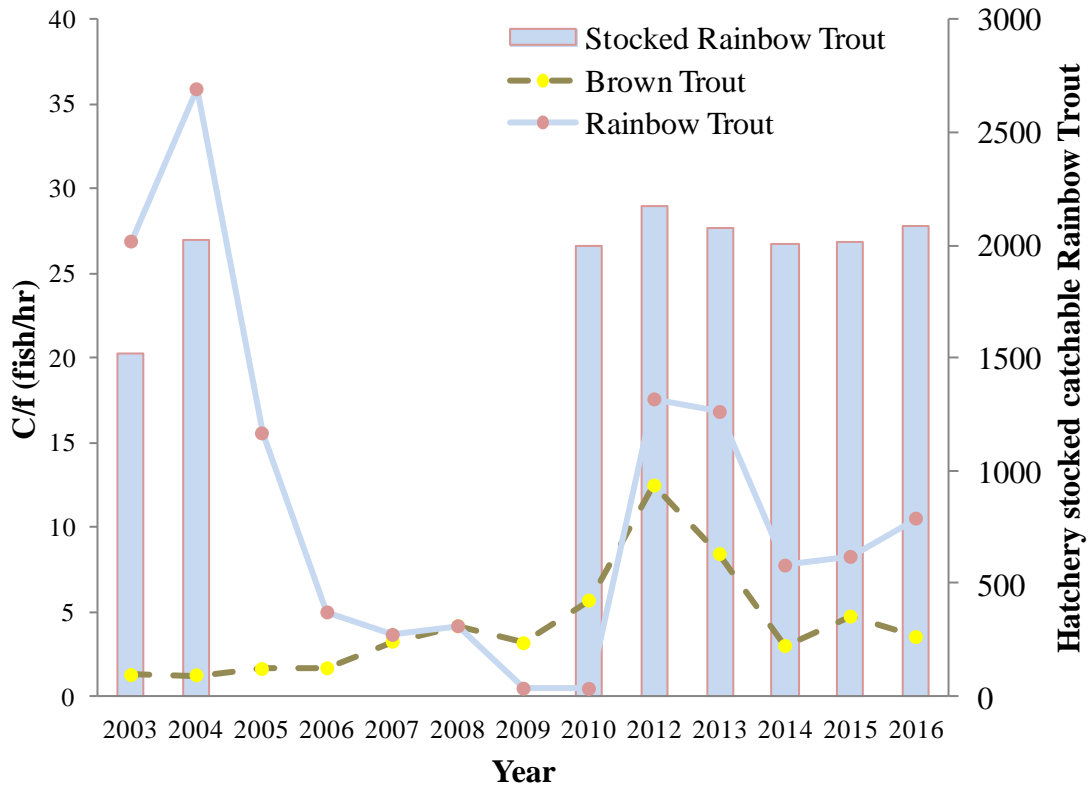 40
35
30
25
20
15
10
5
0
C/f (fish/hr)
Stocked Rainbow Trout
Brown Trout
Rainbow Trout
3000
2500
2000
1500
1000
500
0
Hatchery stocked catchable Rainbow Trout
2003 2004 2005 2006 2007 2008 2009 2010 2012 2013 2014 2015 2016
Year